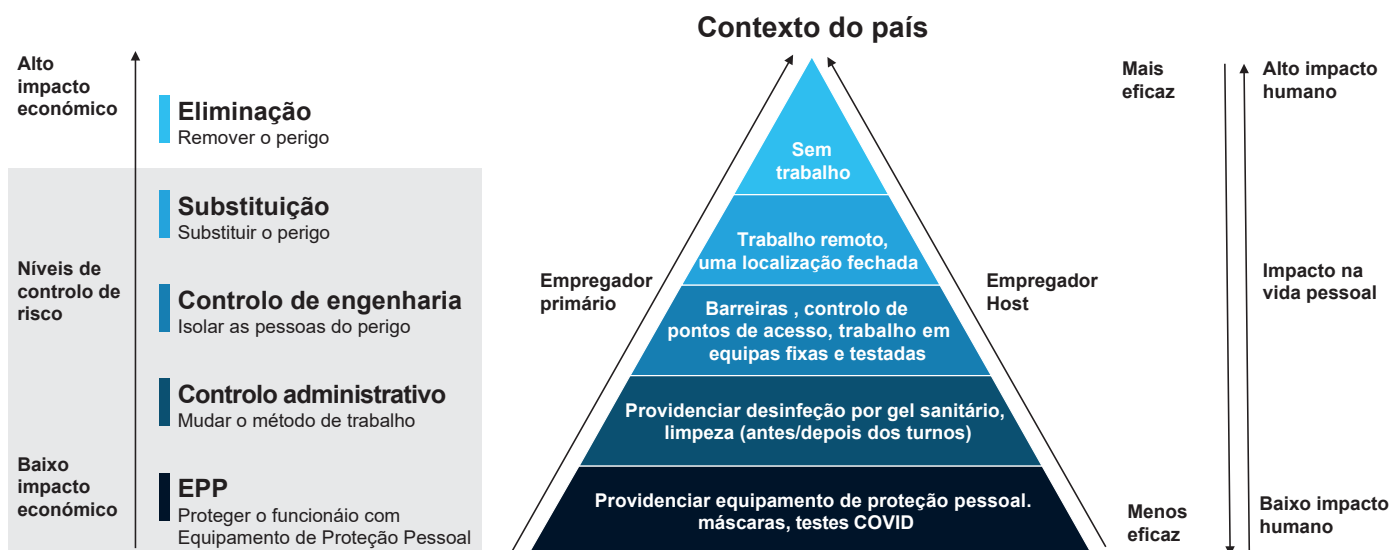 Contexto do país
Alto
impacto
económico
Eliminação
Remover o perigo
Substituição
Substituir o perigo
Níveis de
controlo de
risco
Controlo de engenharia
Isolar as pessoas do perigo
Controlo administrativo
Mudar o método de trabalho
Baixo
impacto
económico
EPP
Proteger o funcionáio com
Equipamento de Proteção Pessoal
Empregador
primário
Sem
trabalho
Trabalho remoto,
uma localização fechada
Barreiras , controlo de
pontos de acesso, trabalho em
equipas fixas e testadas
Providenciar desinfeção por gel sanitário,
limpeza (antes/depois dos turnos)
Providenciar equipamento de proteção pessoal.
máscaras, testes COVID
Empregador
Host
Mais
eficaz
Menos
eficaz
Alto impacto
humano
Impacto na
vida pessoal
Baixo impacto
humano